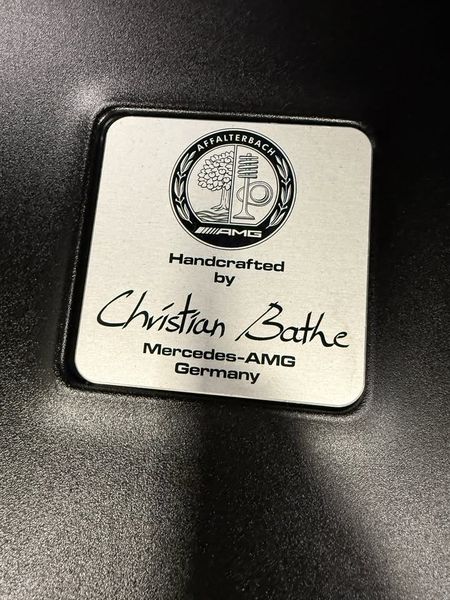 AFFALTERBACH
AMG
Handcrafted
by
Christian Bathe
Mercedes-AMG
Germany